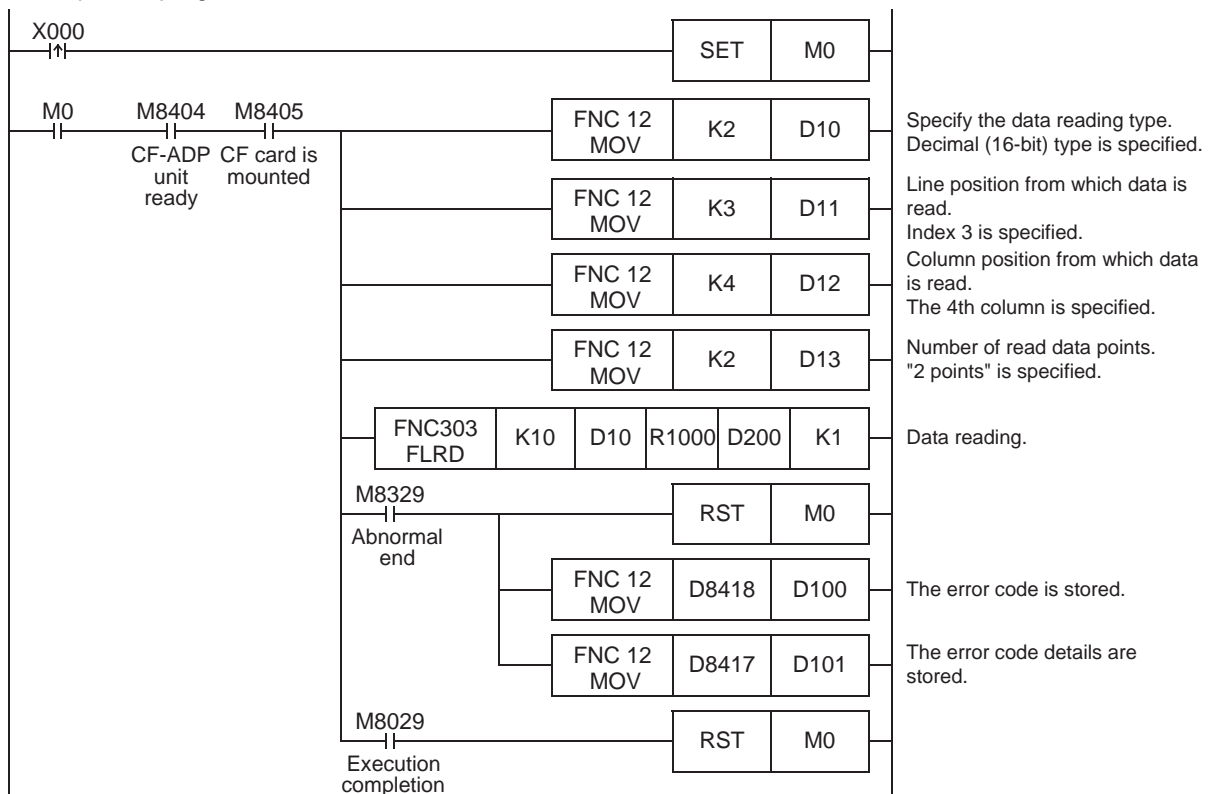 X000
SET M0
M0 M8404 M8405
CF-ADP unit ready
CF card is mounted
FNC 12 MOV K2 D10
Specify the data reading type.
Decimal (16-bit) type is specified.
FNC 12 MOV K3 D11
Line position from which data is
read.
Index 3 is specified.
FNC 12 MOV K4 D12
Column position from which data
is read.
The 4th column is specified.
FNC 12 MOV K2 D13
Number of read data points.
"2 points" is specified.
FNC303 FLRD K10 D10 R1000 D200 K1
Data reading.
M8329
Abnormal
end
RST M0
FNC 12 MOV D8418 D100
The error code is stored.
FNC 12 MOV D8417 D101
The error code details are
stored.
M8029
Execution
completion
RST M0